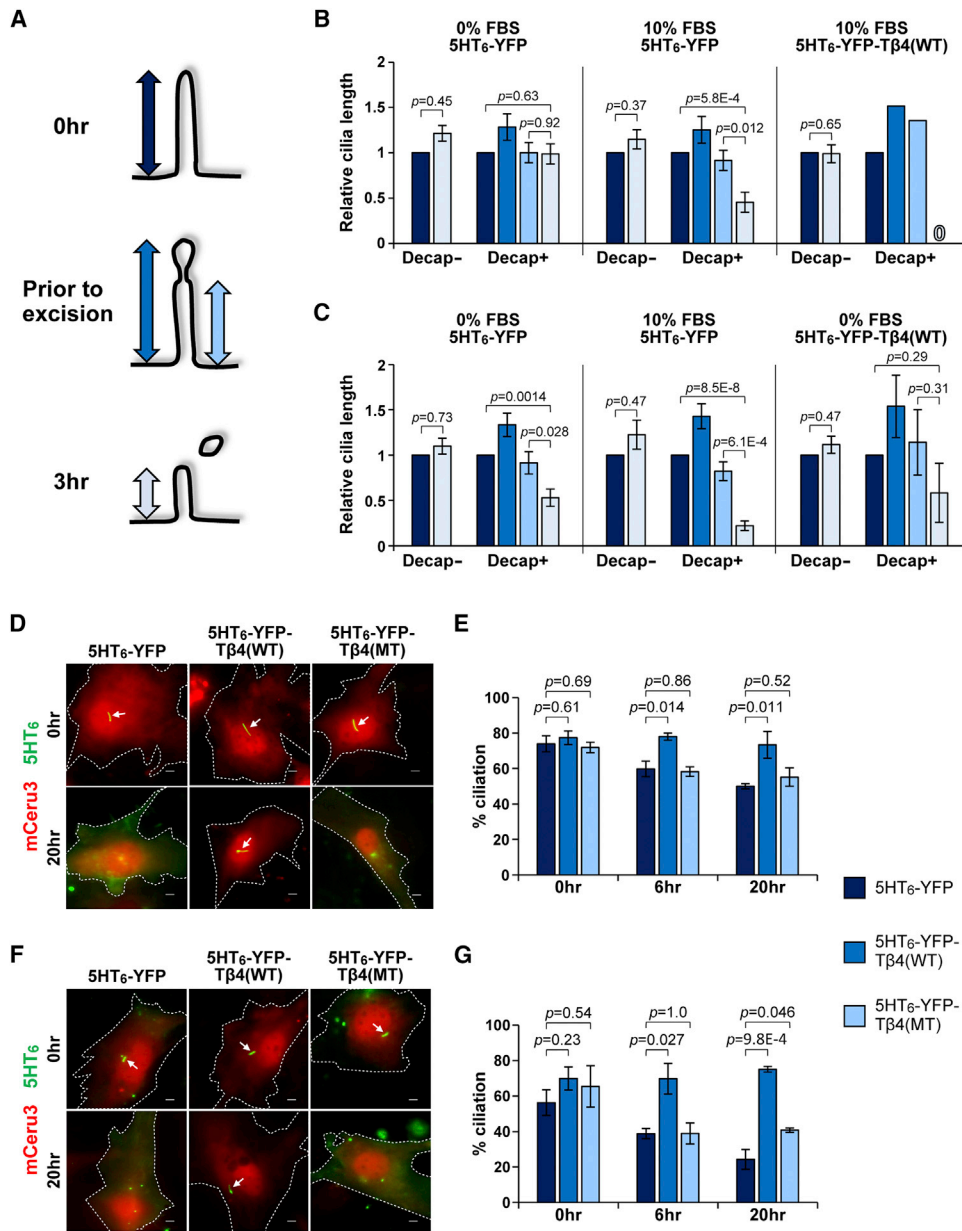 A
0hr
Prior to
excision
3hr
B
0% FBS
5HT₆-YFP
10% FBS
5HT₆-YFP
10% FBS
5HT₆-YFP-Tβ4(WT)
Relative cilia length
2
1.5
1
0.5
0
p=0.45
p=0.63
p=0.92
p=0.37
p=5.8E-4
p=0.012
p=0.65
0
Decap−
Decap+
Decap−
Decap+
Decap−
Decap+
C
0% FBS
5HT₆-YFP
10% FBS
5HT₆-YFP
0% FBS
5HT₆-YFP-Tβ4(WT)
Relative cilia length
2
1.5
1
0.5
0
p=0.73
p=0.0014
p=0.028
p=0.47
p=8.5E-8
p=6.1E-4
p=0.47
p=0.29
p=0.31
Decap−
Decap+
Decap−
Decap+
Decap−
Decap+
D
5HT₆-YFP
5HT₆-YFP-
Tβ4(WT)
5HT₆-YFP-
Tβ4(MT)
mCeru3 5HT₆
0hr
20hr
E
% ciliation
100
80
60
40
20
0
p=0.69
p=0.61
p=0.86
p=0.014
p=0.52
p=0.011
0hr
6hr
20hr
5HT₆-YFP
5HT₆-YFP-
Tβ4(WT)
5HT₆-YFP-
Tβ4(MT)
F
5HT₆-YFP
5HT₆-YFP-
Tβ4(WT)
5HT₆-YFP-
Tβ4(MT)
mCeru3 5HT₆
0hr
20hr
G
% ciliation
100
80
60
40
20
0
p=0.54
p=0.23
p=1.0
p=0.027
p=0.046
p=9.8E-4
0hr
6hr
20hr